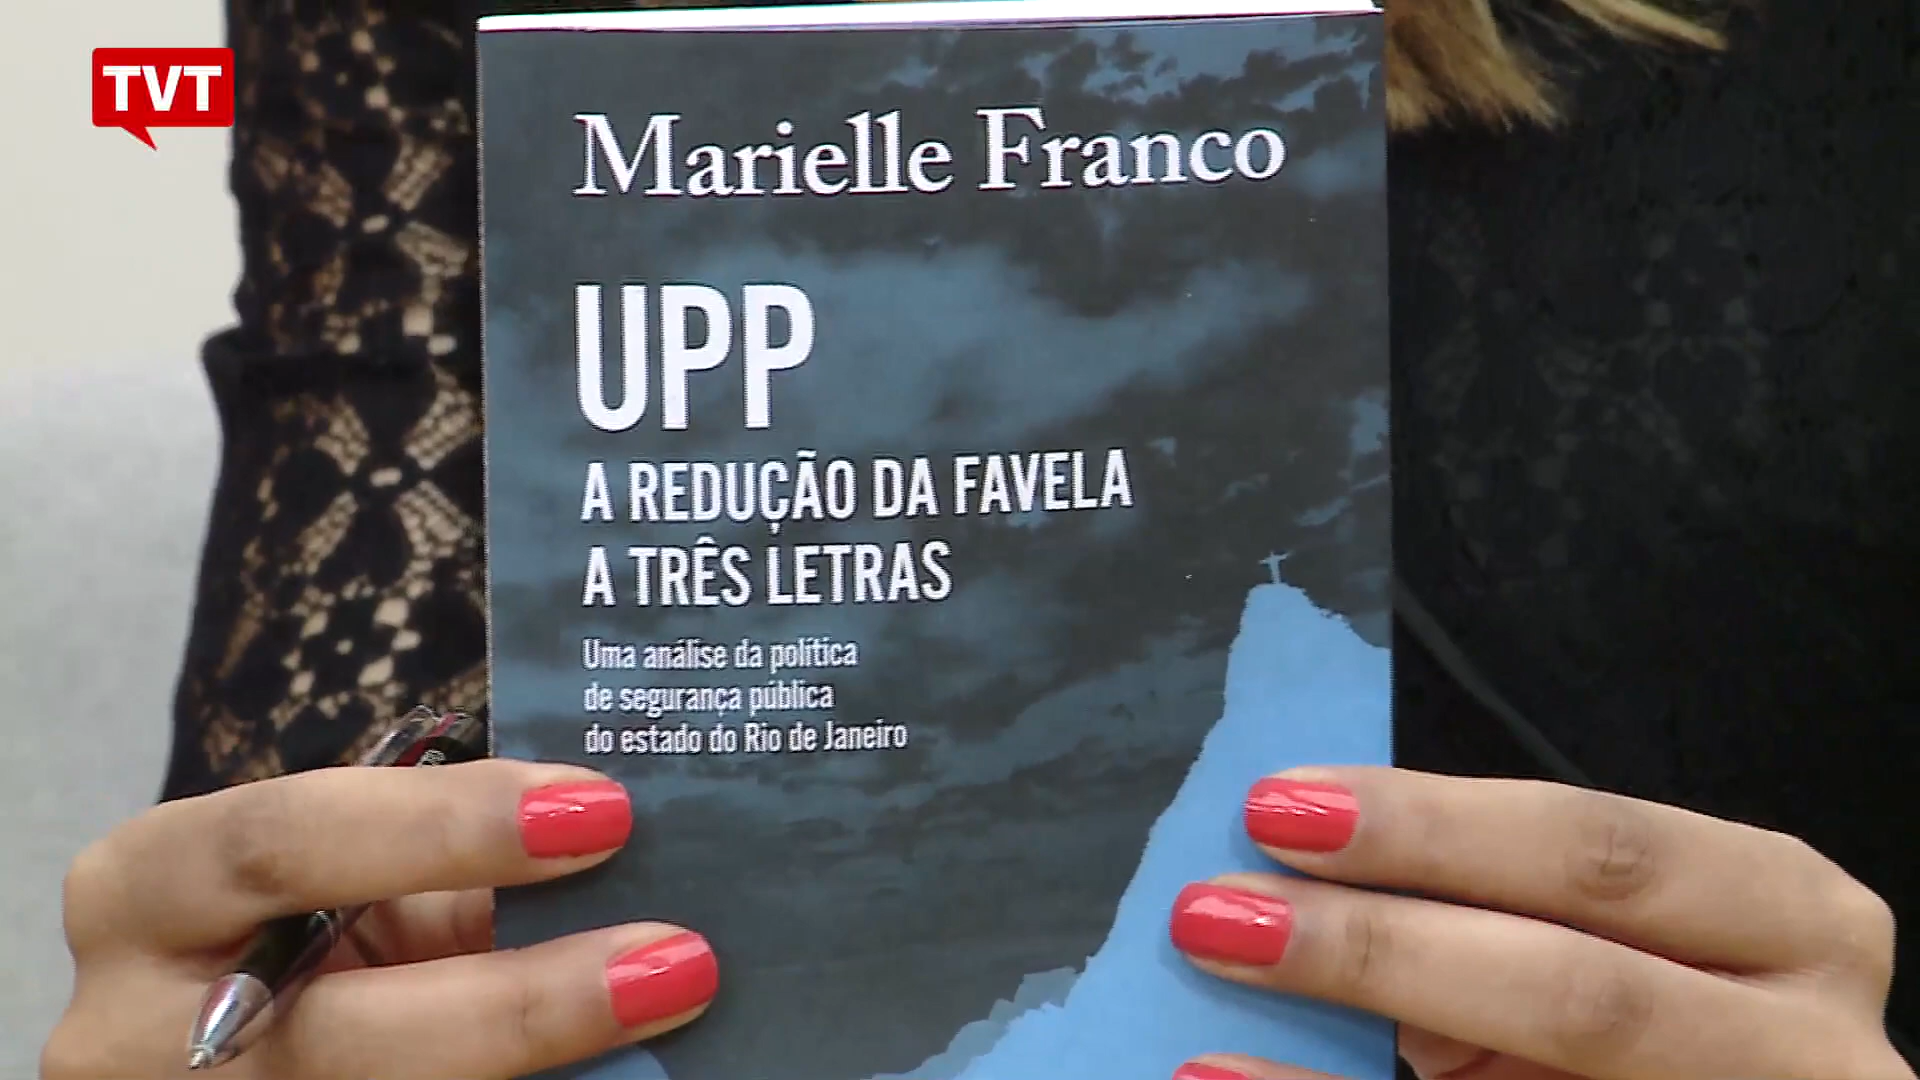 TVT
Marielle Franco
UPP
A REDUÇÃO DA FAVELA
A TRÊS LETRAS
Uma análise da política
de segurança pública
do estado do Rio de Janeiro